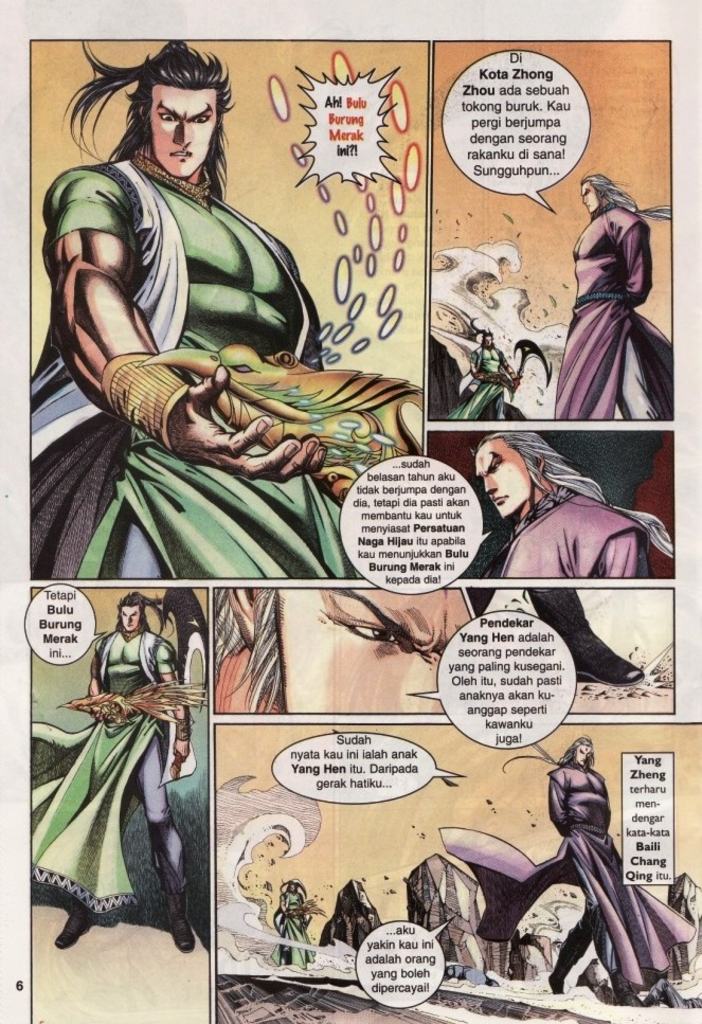 Ah! Bulu
Burung
Merak
ini?!
Di
Kota Zhong
Zhou ada sebuah
tokong buruk. Kau
pergi berjumpa
dengan seorang
rakanku di sana!
Sungguhpun...
...sudah
belasan tahun aku
tidak berjumpa dengan
dia, tetapi dia pasti akan
membantu kau untuk
menyiasat Persatuan
Naga Hijau itu apabila
kau menunjukkan Bulu
Burung Merak ini
kepada dia!
Tetapi
Bulu
Burung
Merak
ini...
Pendekar
Yang Hen adalah
seorang pendekar
yang paling kusegani.
Oleh itu, sudah pasti
anaknya akan ku-
anggap seperti
kawanku
juga!
Sudah
nyata kau ini ialah anak
Yang Hen itu. Daripada
gerak hatiku...
Yang
Zheng
terharu
men-
dengar
kata-kata
Baili
Chang
Qing itu.
...aku
yakin kau ini
adalah orang
yang boleh
dipercayai!
6